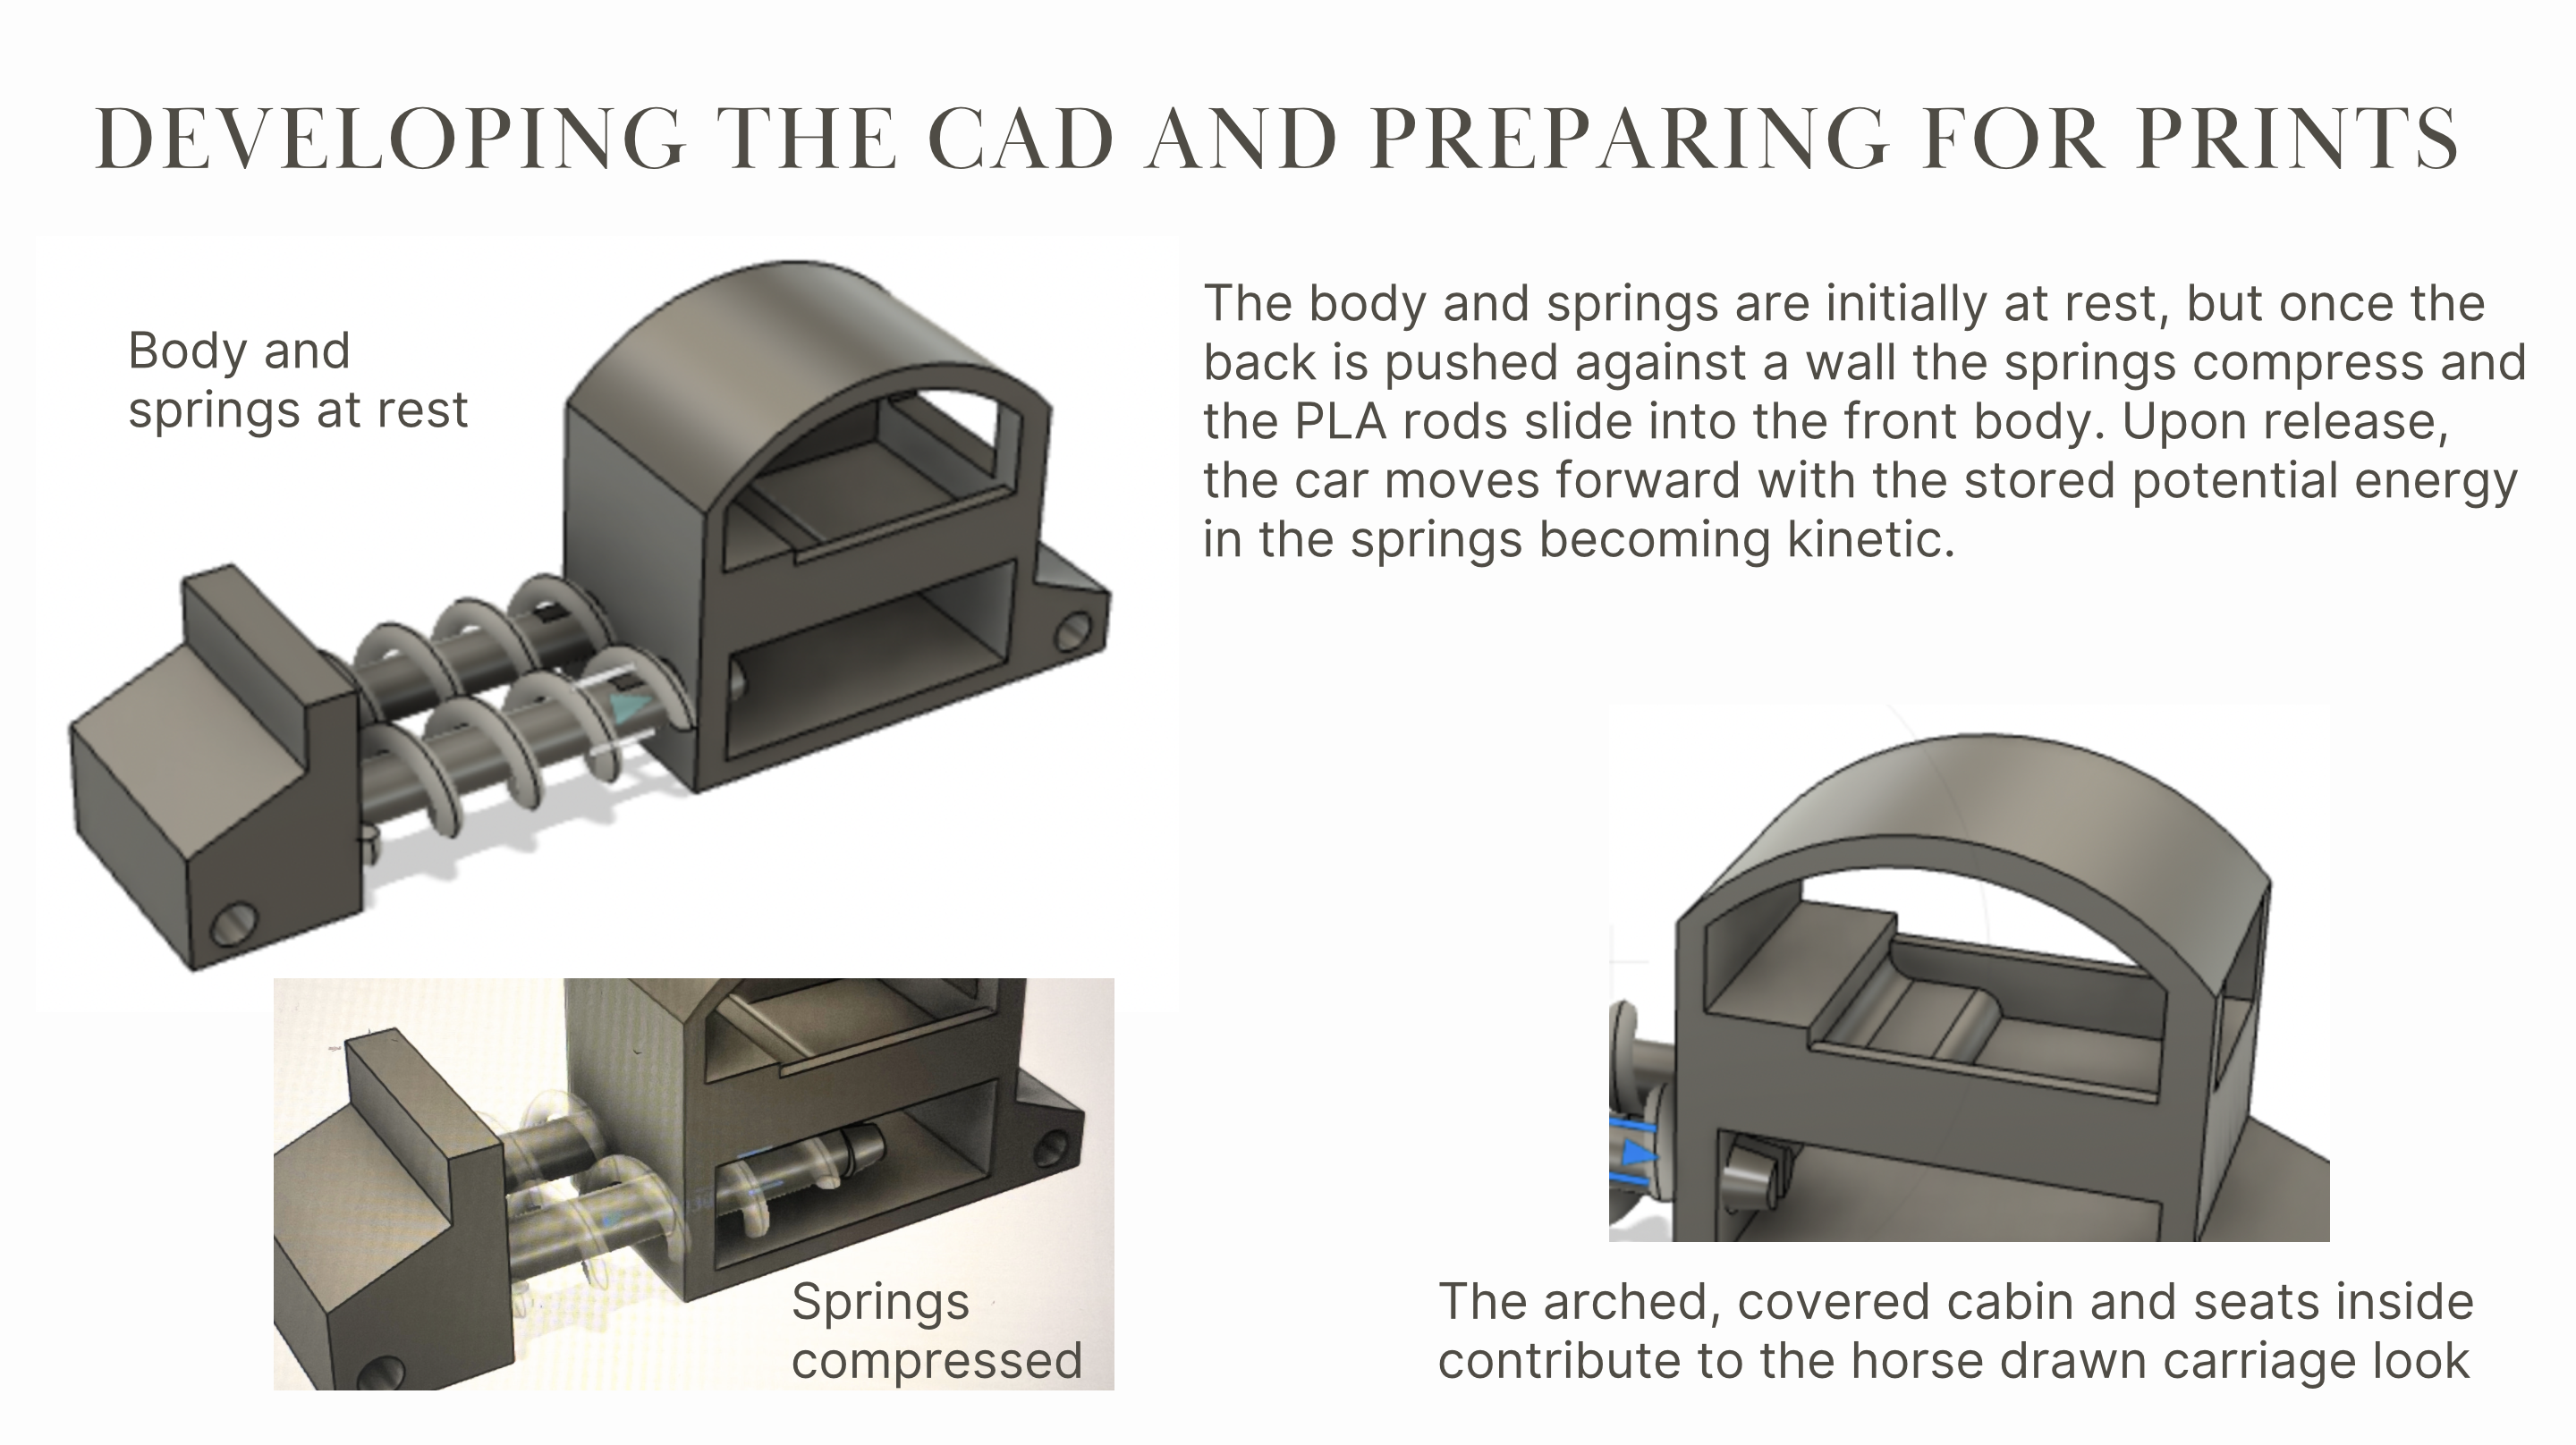 DEVELOPING THE CAD AND PREPARING FOR PRINTS
Body and
springs at rest
The body and springs are initially at rest, but once the
back is pushed against a wall the springs compress and
the PLA rods slide into the front body. Upon release,
the car moves forward with the stored potential energy
in the springs becoming kinetic.
Springs
compressed
The arched, covered cabin and seats inside
contribute to the horse drawn carriage look